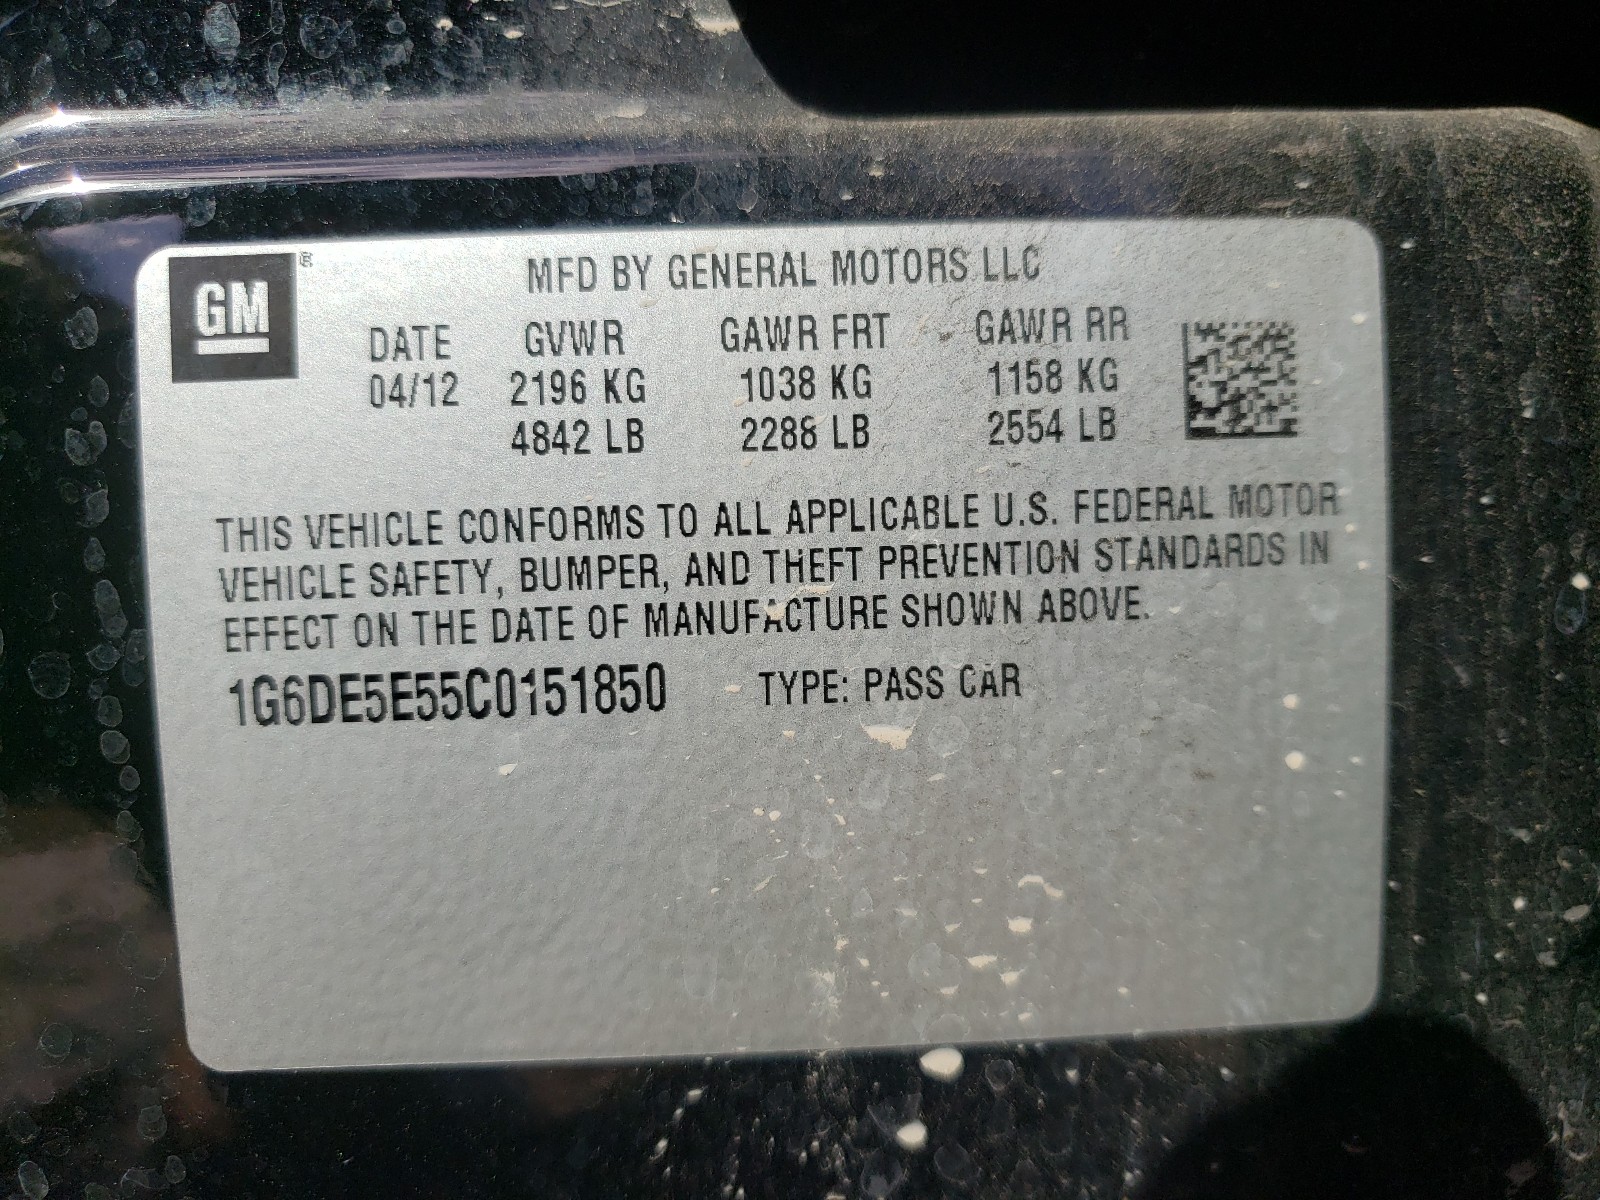 GM®
MFD BY GENERAL MOTORS LLC
DATE GVWR GAWR FRT GAWR RR
04/12 2196 KG 1038 KG 1158 KG
4842 LB 2288 LB 2554 LB
THIS VEHICLE CONFORMS TO ALL APPLICABLE U.S. FEDERAL MOTOR
VEHICLE SAFETY, BUMPER, AND THEFT PREVENTION STANDARDS IN
EFFECT ON THE DATE OF MANUFACTURE SHOWN ABOVE.
1G6DE5E55C0151850 TYPE: PASS CAR